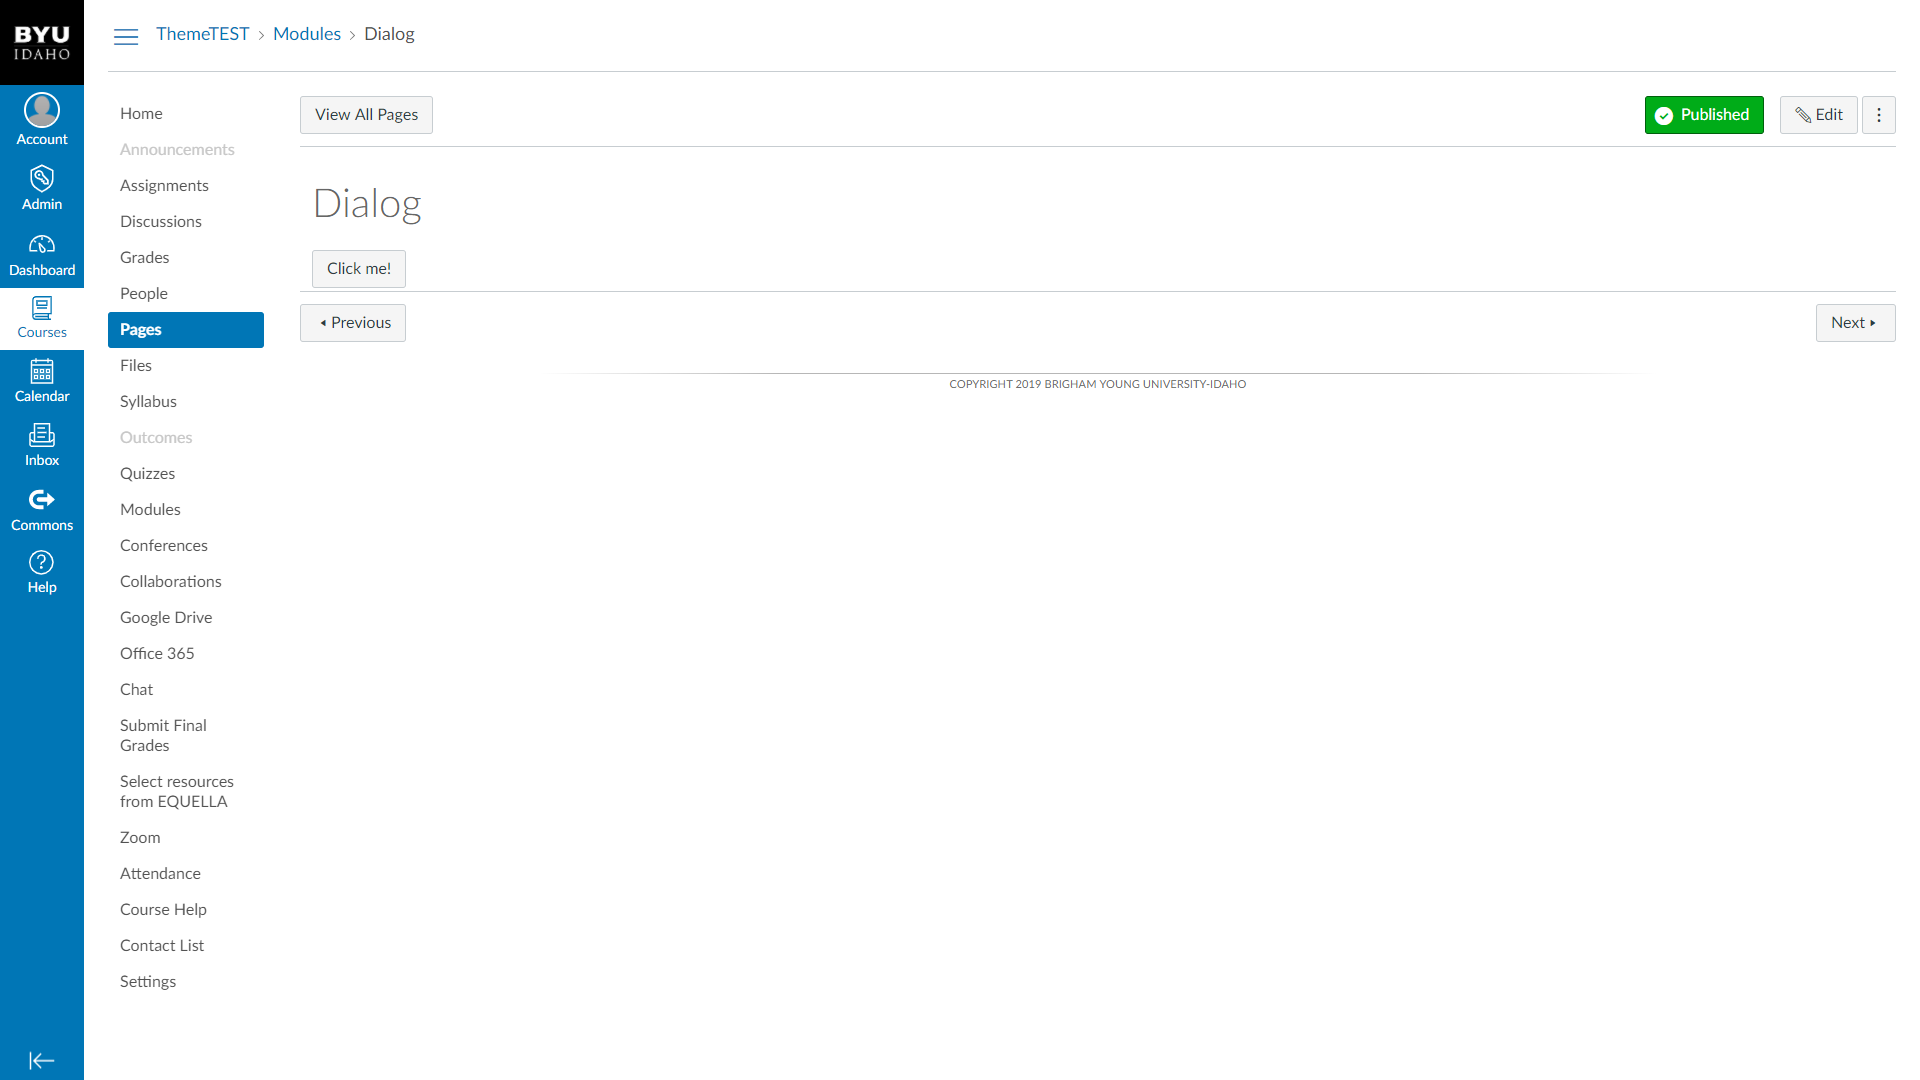 BYU
IDAHO
Account
Admin
Dashboard
Courses
Calendar
Inbox
Commons
Help
ThemeTEST > Modules > Dialog
Home
Announcements
Assignments
Discussions
Grades
People
Pages
Files
Syllabus
Outcomes
Quizzes
Modules
Conferences
Collaborations
Google Drive
Office 365
Chat
Submit Final
Grades
Select resources
from EQUELLA
Zoom
Attendance
Course Help
Contact List
Settings
View All Pages
Published
Edit
Dialog
Click me!
Previous
Next
COPYRIGHT 2019 BRIGHAM YOUNG UNIVERSITY-IDAHO